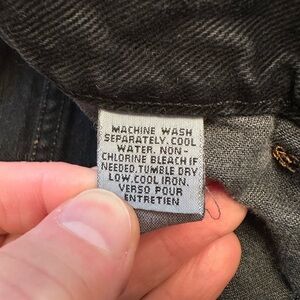 MACHINE WASH
SEPARATELY. COOL
WATER. NON-
CHLORINE BLEACH IF
NEEDED. TUMBLE DRY
LOW. COOL IRON.
VERSO POUR
ENTRETIEN